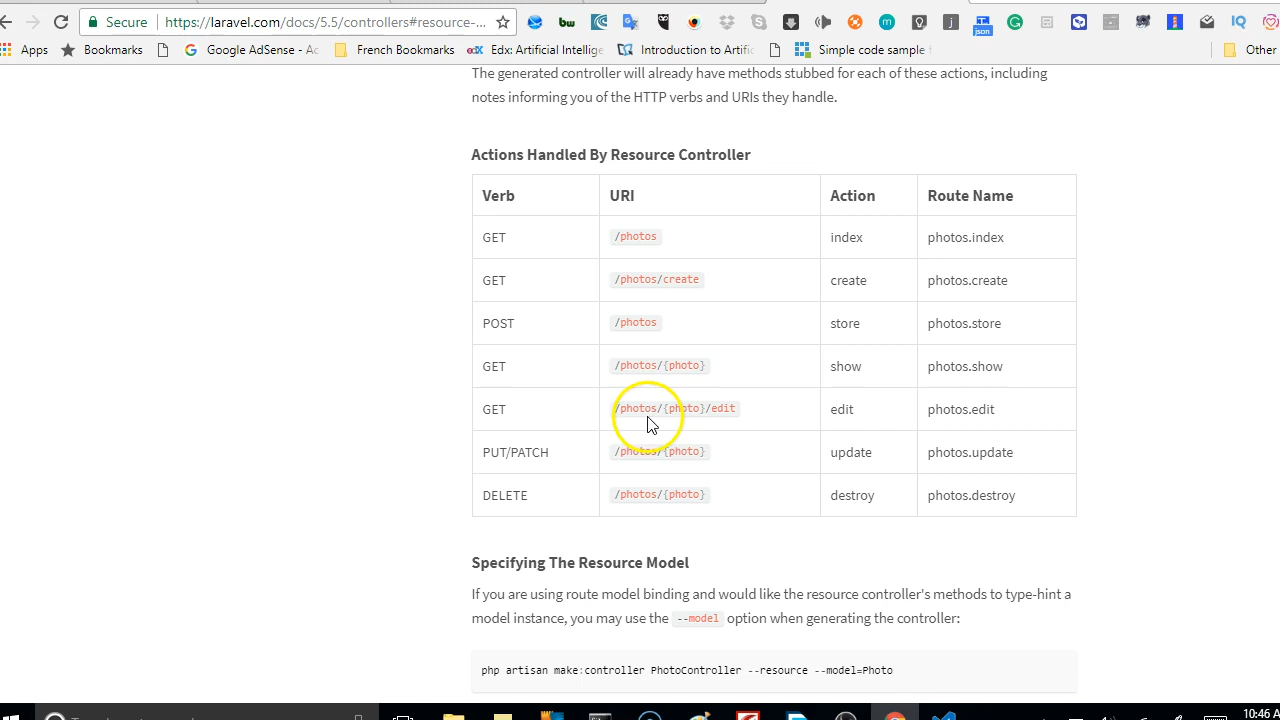 Secure https://laravel.com/docs/5.5/controllers#resource-...
Apps Bookmarks Google AdSense - Ac French Bookmarks edX Edx: Artificial Intellige Introduction to Artific Simple code sample Other
The generated controller will already have methods stubbed for each of these actions, including
notes informing you of the HTTP verbs and URIs they handle.
Actions Handled By Resource Controller
Verb URI Action Route Name
GET /photos index photos.index
GET /photos/create create photos.create
POST /photos store photos.store
GET /photos/{photo} show photos.show
GET /photos/{photo}/edit edit photos.edit
PUT/PATCH /photos/{photo} update photos.update
DELETE /photos/{photo} destroy photos.destroy
Specifying The Resource Model
If you are using route model binding and would like the resource controller's methods to type-hint a
model instance, you may use the --model option when generating the controller:
php artisan make:controller PhotoController --resource --model=Photo
10:46 A